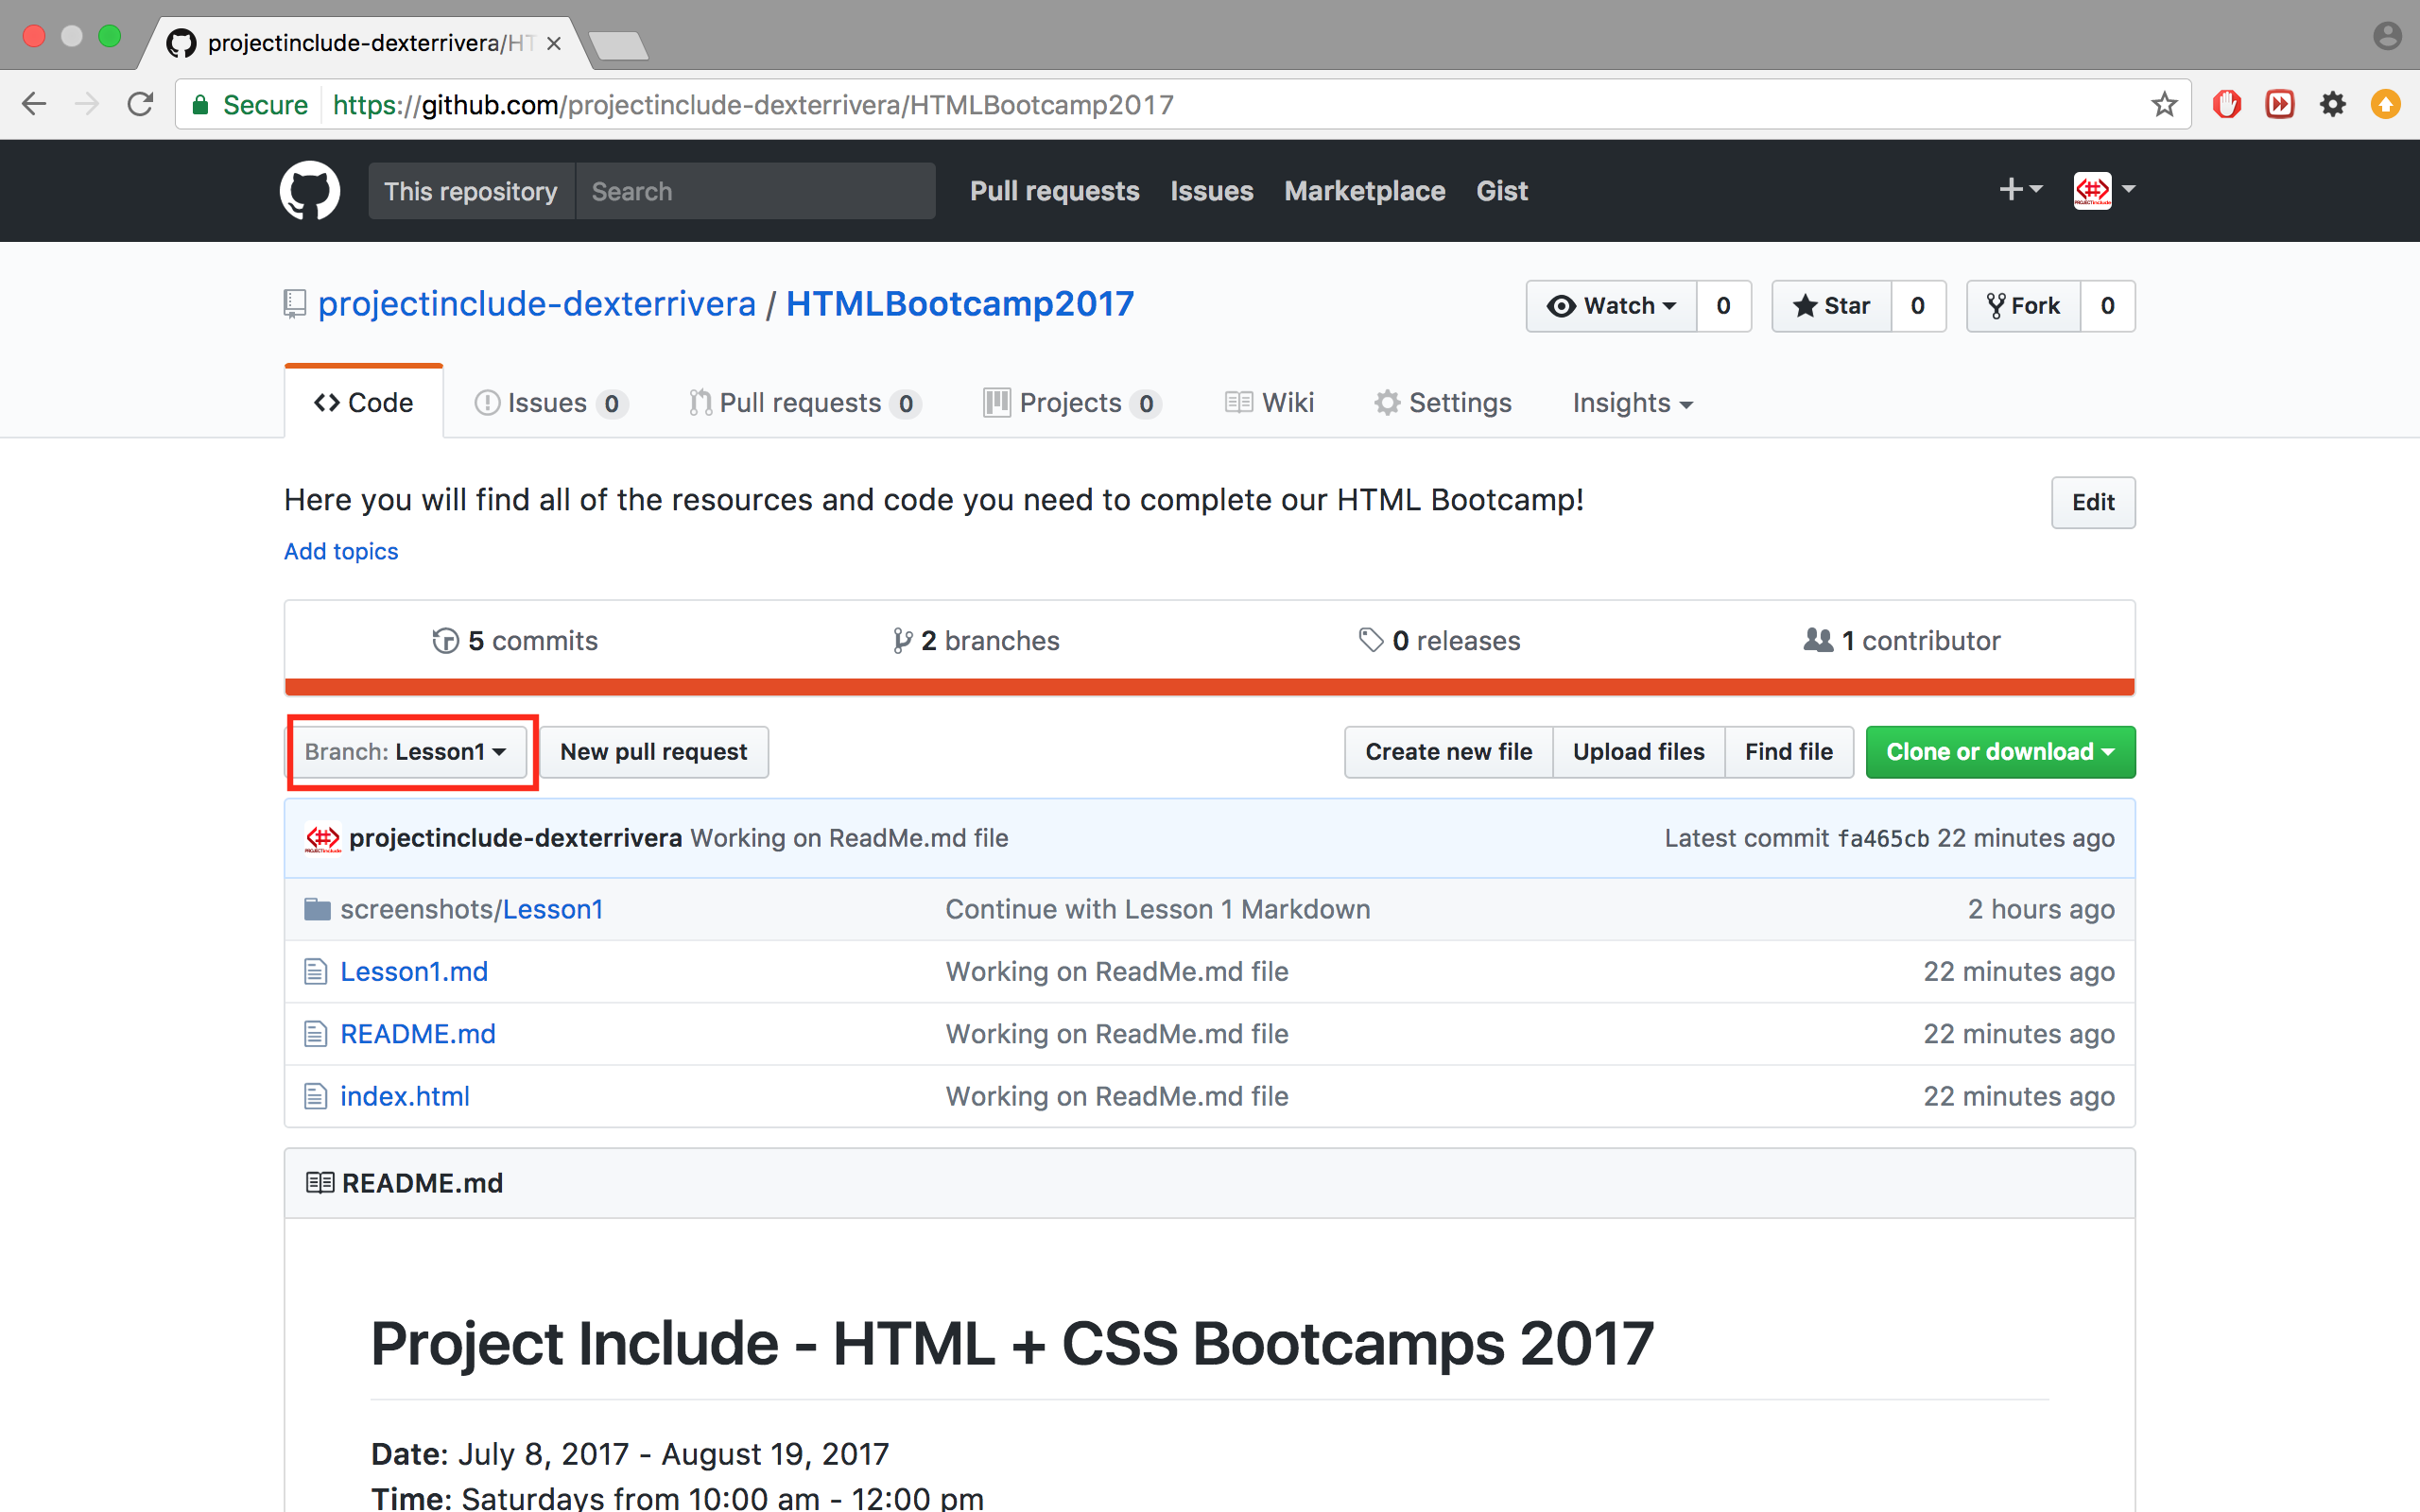 projectinclude-dexterrivera/HT
Secure https://github.com/projectinclude-dexterrivera/HTMLBootcamp2017
This repository Search Pull requests Issues Marketplace Gist
projectinclude-dexterrivera / HTMLBootcamp2017 Watch 0 Star 0 Fork 0
Code Issues 0 Pull requests 0 Projects 0 Wiki Settings Insights
Here you will find all of the resources and code you need to complete our HTML Bootcamp! Edit
Add topics
5 commits 2 branches 0 releases 1 contributor
Branch: Lesson1 New pull request Create new file Upload files Find file Clone or download
projectinclude-dexterrivera Working on ReadMe.md file Latest commit fa465cb 22 minutes ago
screenshots/Lesson1 Continue with Lesson 1 Markdown 2 hours ago
Lesson1.md Working on ReadMe.md file 22 minutes ago
README.md Working on ReadMe.md file 22 minutes ago
index.html Working on ReadMe.md file 22 minutes ago
README.md
Project Include - HTML + CSS Bootcamps 2017
Date: July 8, 2017 - August 19, 2017
Time: Saturdays from 10:00 am - 12:00 pm